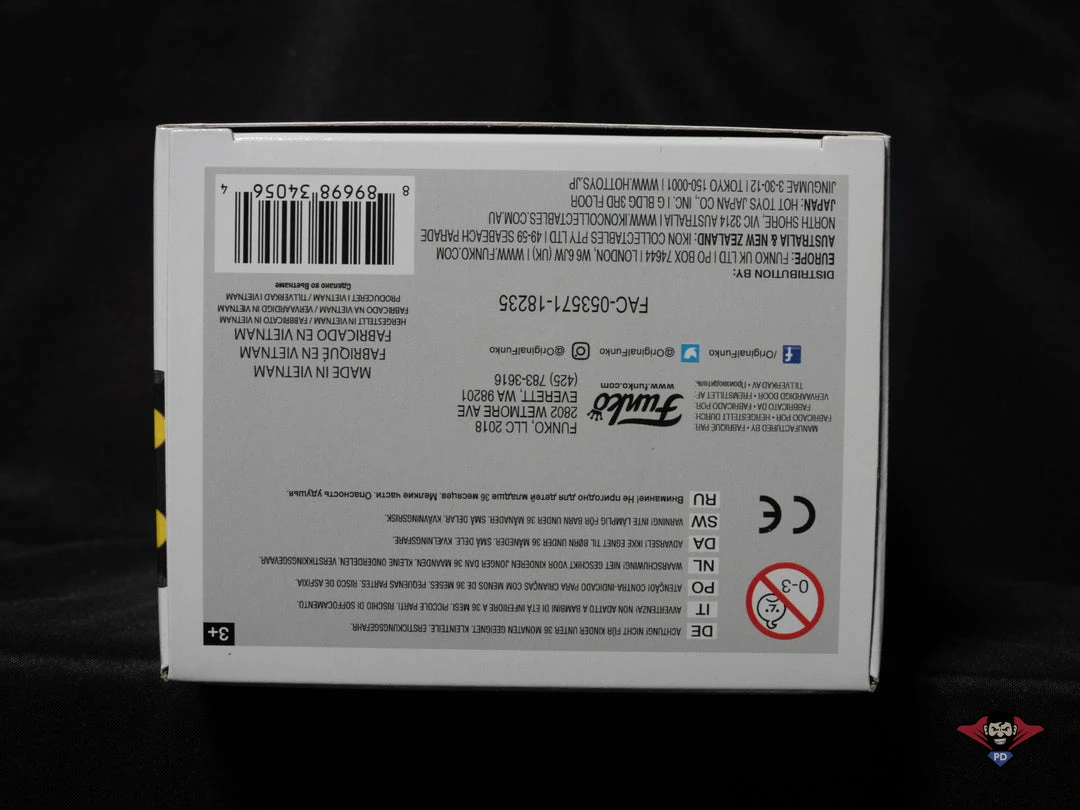 DE ACHTUNG! NICHT FÜR KINDER UNTER 36 MONATEN GEEIGNET. KLEINTEILE. ERSTICKUNGSGEFAHR.
IT AVVERTENZA! NON ADATTO A BAMBINI DI ETÀ INFERIORE A 36 MESI. PICCOLE PARTI. RISCHIO DI SOFFOCAMENTO.
PO ATENÇÃO! CONTRA-INDICADO PARA CRIANÇAS COM MENOS DE 36 MESES. PEQUENAS PARTES. RISCO DE ASFIXIA.
NL WAARSCHUWING! NIET GESCHIKT VOOR KINDEREN JONGER DAN 36 MAANDEN. KLEINE ONDERDELEN. VERSTIKKINGSGEVAAR.
DA ADVARSEL! IKKE EGNET TIL BØRN UNDER 36 MÅNEDER. SMÅ DELE. KVÆLNINGSFARE.
SW VARNING! INTE LÄMPLIG FÖR BARN UNDER 36 MÅNADER. SMÅ DELAR. KVÄVNINGSRISK.
RU Внимание! Не пригодно для детей младше 36 месяцев. Мелкие части. Опасность удушья.
0-3
CE
3+
MANUFACTURED BY • FABRIQUÉ PAR:
FABRICADO POR • HERGESTELLT DURCH:
FABBRICATO DA • FABRICADO POR:
VERVAARDIGD DOOR • FREMSTILLET AF:
TILLVERKAD AV • Производитель:
Funko
www.funko.com
FUNKO, LLC 2018
2802 WETMORE AVE
EVERETT, WA 98201
(425) 783-3616
/OriginalFunko @OriginalFunko @OriginalFunko
FAC-053571-18235
MADE IN VIETNAM
FABRIQUÉ EN VIETNAM
FABRICADO EN VIETNAM
HERGESTELLT IN VIETNAM / FABBRICATO IN VIETNAM
FABRICADO NA VIETNAM / VERVAARDIGD IN VIETNAM
PRODUCERET I VIETNAM / TILLVERKAD I VIETNAM
Сделано во Вьетнаме
DISTRIBUTION BY:
EUROPE: FUNKO UK LTD | PO BOX 74644 | LONDON, W6 6JW (UK) | WWW.FUNKO.COM
AUSTRALIA & NEW ZEALAND: IKON COLLECTABLES PTY LTD | 49-59 SEABEACH PARADE
NORTH SHORE, VIC 3214 AUSTRALIA | WWW.IKONCOLLECTABLES.COM.AU
JAPAN: HOT TOYS JAPAN CO., INC. | G BLDG 3RD FLOOR
JINGUMAE 3-30-12 | TOKYO 150-0001 | WWW.HOTTOYS.JP
8 89698 34056 4
PD